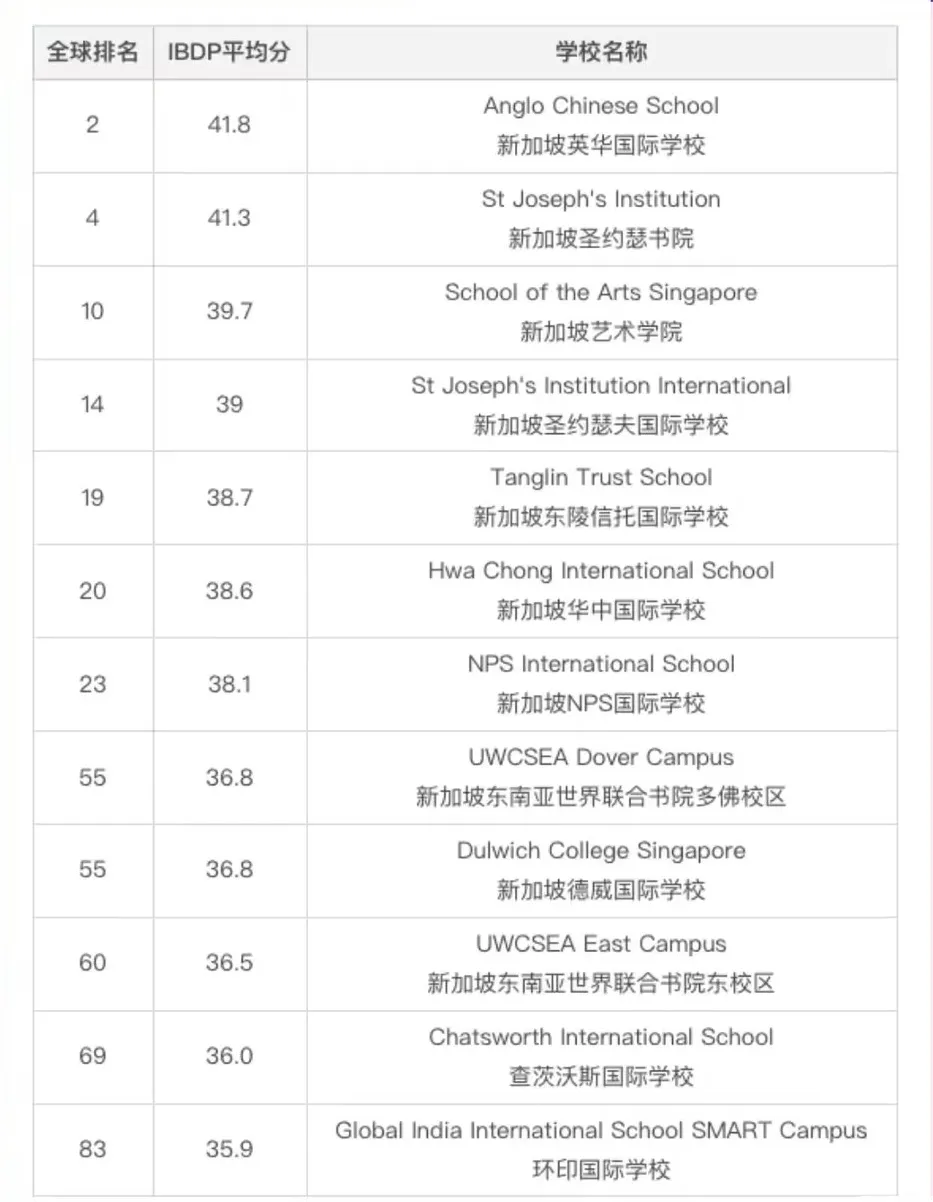 全球排名 IBDP平均分 学校名称
2 41.8 Anglo Chinese School
新加坡英华国际学校
4 41.3 St Joseph's Institution
新加坡圣约瑟书院
10 39.7 School of the Arts Singapore
新加坡艺术学院
14 39 St Joseph's Institution International
新加坡圣约瑟夫国际学校
19 38.7 Tanglin Trust School
新加坡东陵信托国际学校
20 38.6 Hwa Chong International School
新加坡华中国际学校
23 38.1 NPS International School
新加坡NPS国际学校
55 36.8 UWCSEA Dover Campus
新加坡东南亚世界联合书院多佛校区
55 36.8 Dulwich College Singapore
新加坡德威国际学校
60 36.5 UWCSEA East Campus
新加坡东南亚世界联合书院东校区
69 36.0 Chatsworth International School
查茨沃斯国际学校
83 35.9 Global India International School SMART Campus
环印国际学校